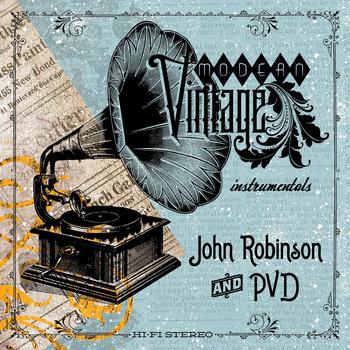 MODERN
Vintage
instrumentals
John Robinson
AND PVD
HI-FI STEREO